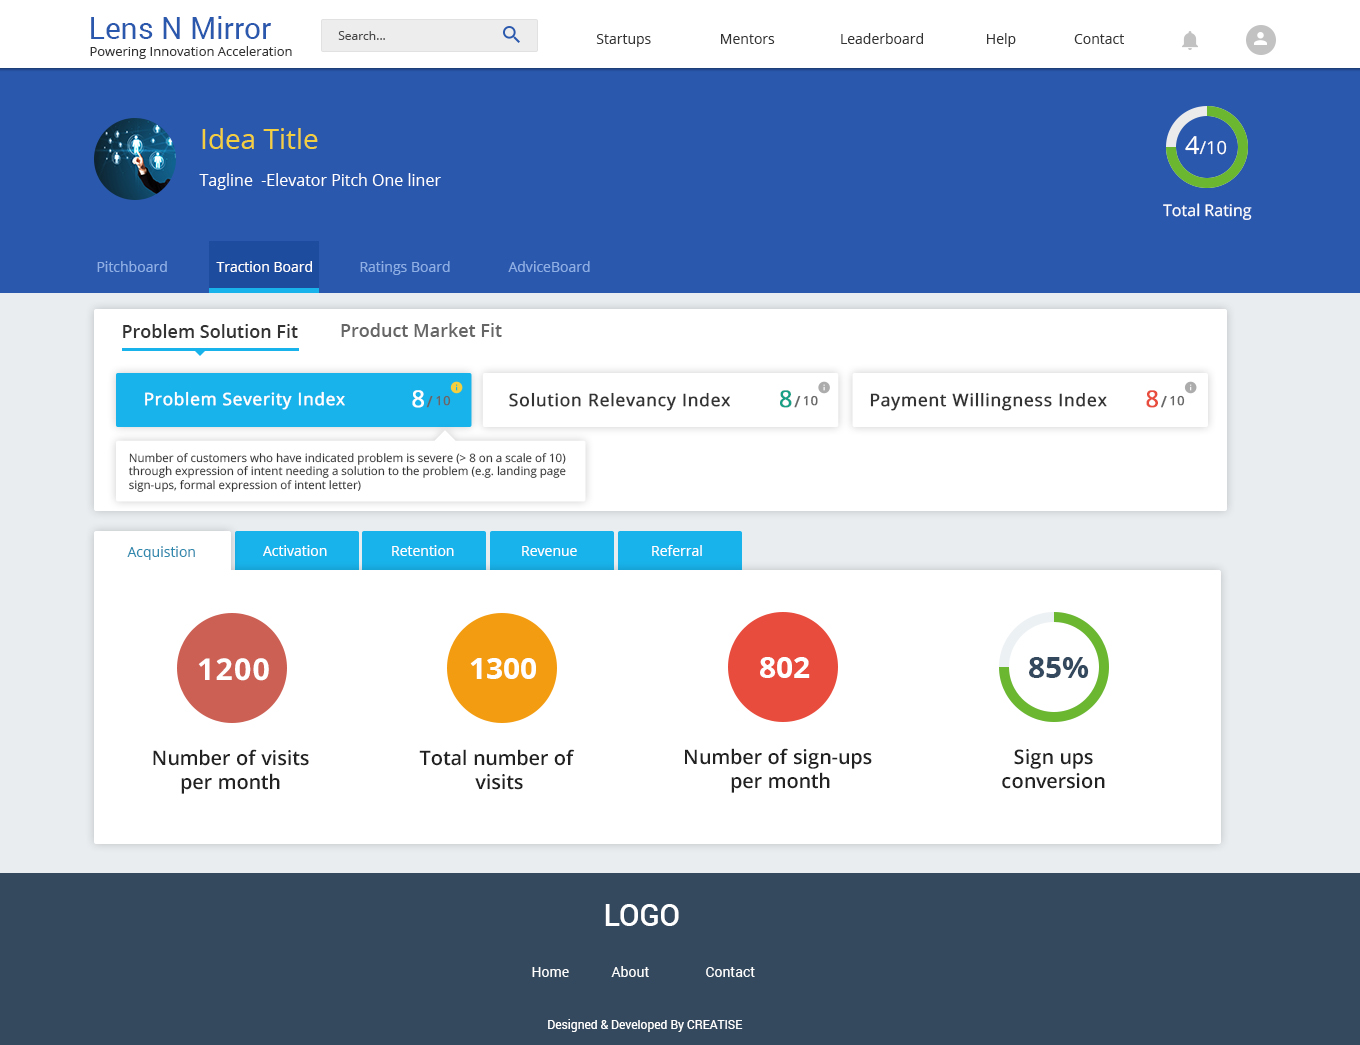 Lens N Mirror
Powering Innovation Acceleration
Search...
Startups
Mentors
Leaderboard
Help
Contact
Idea Title
Tagline -Elevator Pitch One liner
4/10
Total Rating
Pitchboard
Traction Board
Ratings Board
AdviceBoard
Problem Solution Fit
Product Market Fit
Problem Severity Index
8/10
Solution Relevancy Index
8/10
Payment Willingness Index
8/10
Number of customers who have indicated problem is severe (> 8 on a scale of 10)
through expression of intent needing a solution to the problem (e.g. landing page
sign-ups, formal expression of intent letter)
Acquistion
Activation
Retention
Revenue
Referral
1200
Number of visits
per month
1300
Total number of
visits
802
Number of sign-ups
per month
85%
Sign ups
conversion
LOGO
Home
About
Contact
Designed & Developed By CREATISE